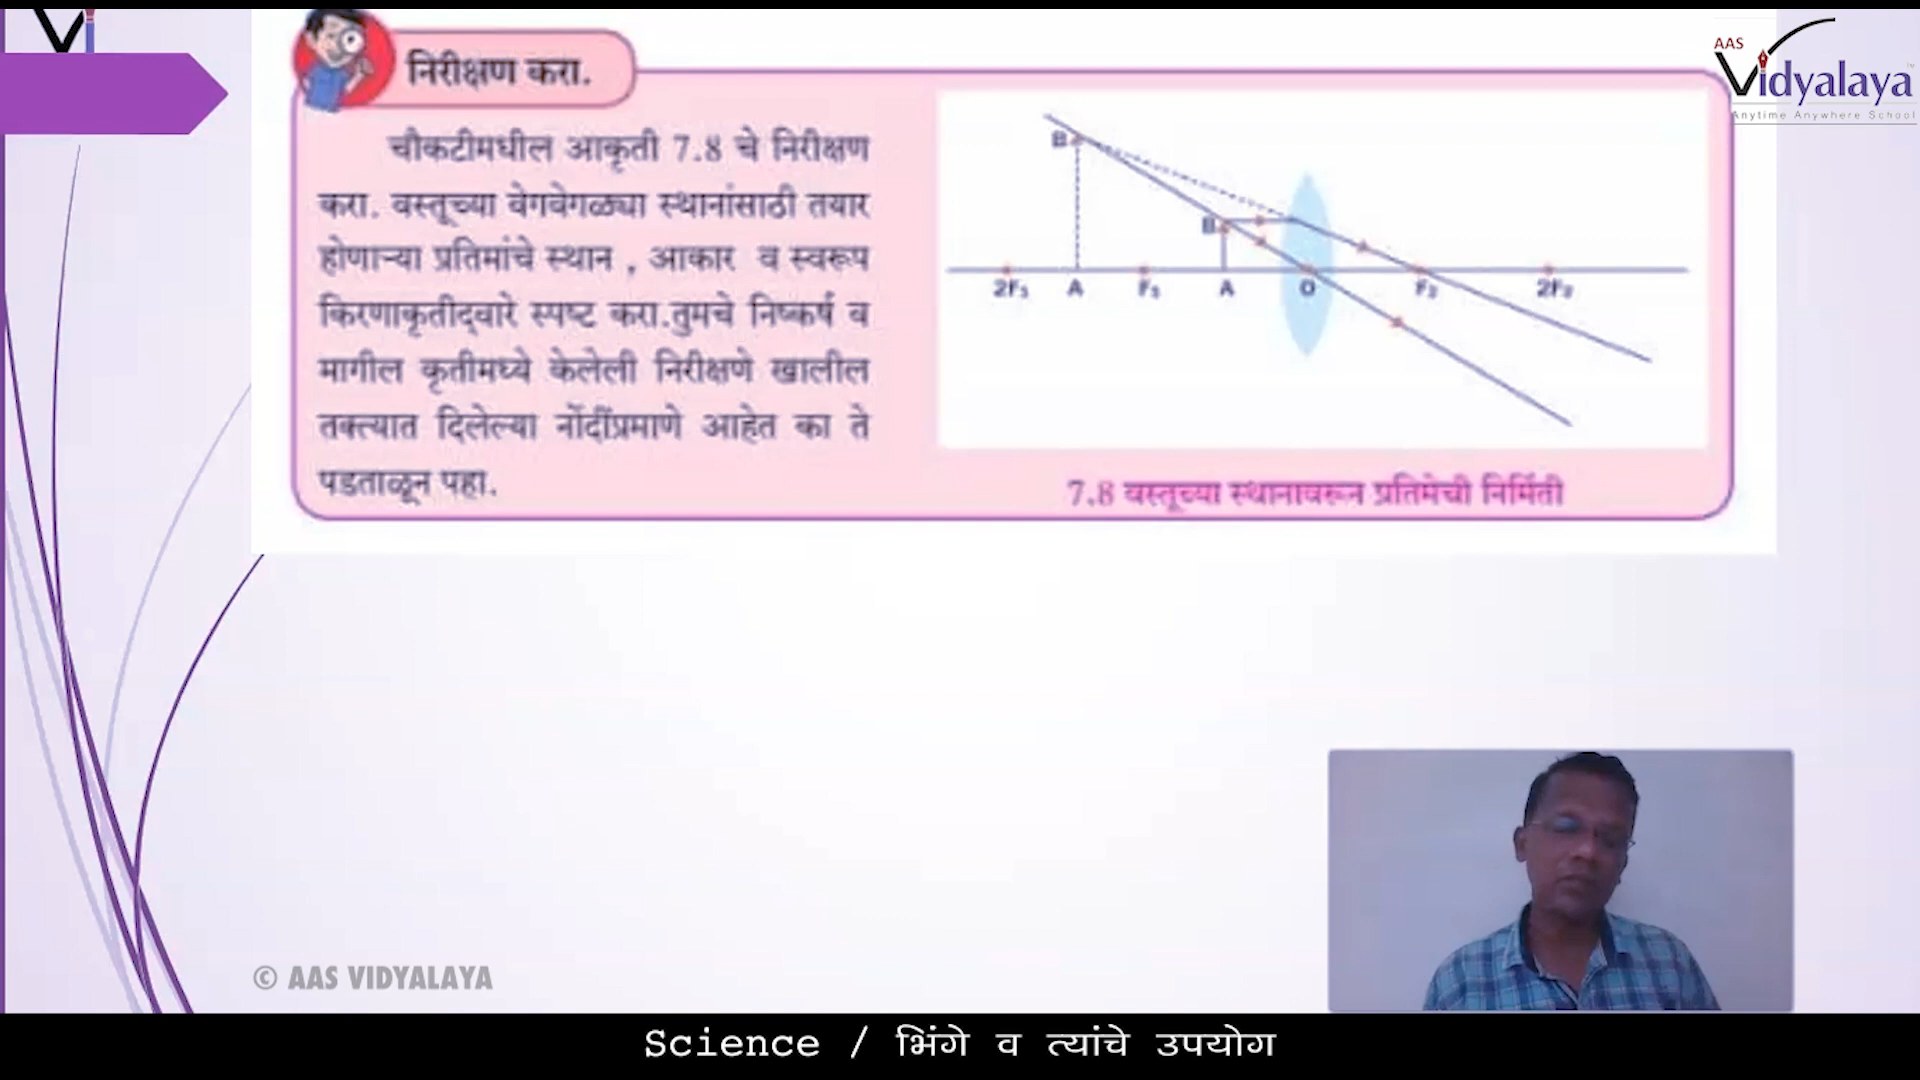 Vi
AAS
Vidyalaya
Anytime Anywhere School
निरीक्षण करा.
चौकटीमधील आकृती 7.8 चे निरीक्षण
करा. वस्तूच्या वेगवेगळ्या स्थानांसाठी तयार
होणाऱ्या प्रतिमांचे स्थान , आकार व स्वरूप
किरणाकृतीद्वारे स्पष्ट करा.तुमचे निष्कर्ष व
मागील कृतीमध्ये केलेली निरीक्षणे खालील
तक्त्यात दिलेल्या नोंदींप्रमाणे आहेत का ते
पडताळून पहा.
B
B
2F₁ A F₁ A O F₂ 2F₂
7.8 वस्तूच्या स्थानावरून प्रतिमेची निर्मिती
© AAS VIDYALAYA
Science / भिंगे व त्यांचे उपयोग